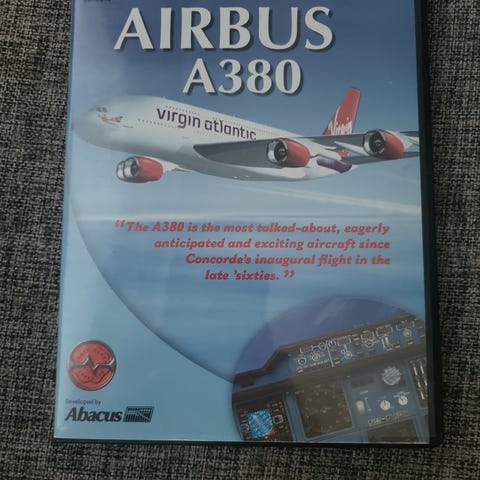 AIRBUS
A380
virgin atlantic
Virgin
“The A380 is the most talked-about, eagerly
anticipated and exciting aircraft since
Concorde's inaugural flight in the
late 'sixties.”
Developed by
Abacus